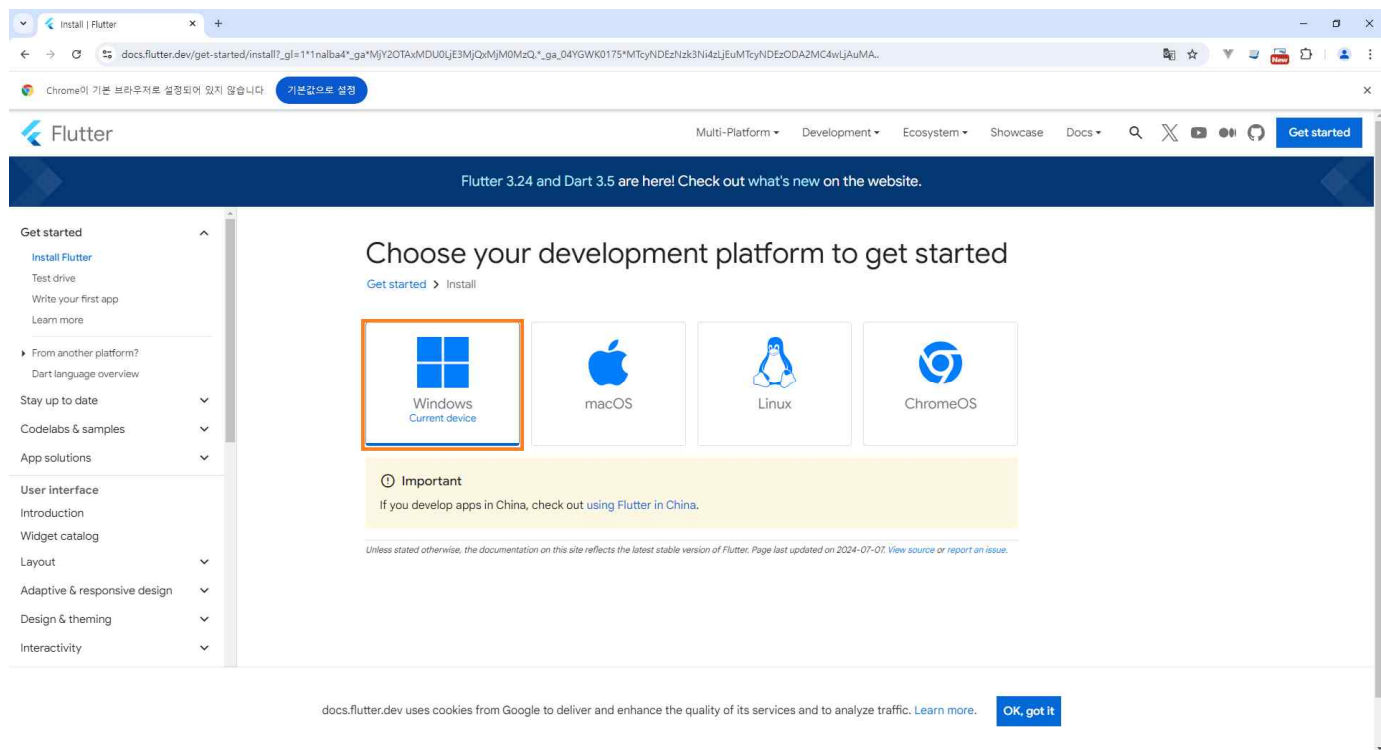 Install | Flutter
docs.flutter.dev/get-started/install?_gl=1*1nalba4*_ga*MjY2OTAxMDU0LjE3MjQxMjM0MzQ.*_ga_04YGWK0175*MTcyNDEzNzk3Ni4zLjEuMTcyNDEzODA2MC4wLjAuMA..
New
Chrome이 기본 브라우저로 설정되어 있지 않습니다 기본값으로 설정
Flutter
Multi-Platform Development Ecosystem Showcase Docs Get started
Flutter 3.24 and Dart 3.5 are here! Check out what's new on the website.
Get started
Install Flutter
Test drive
Write your first app
Learn more
From another platform?
Dart language overview
Stay up to date
Codelabs & samples
App solutions
User interface
Introduction
Widget catalog
Layout
Adaptive & responsive design
Design & theming
Interactivity
Choose your development platform to get started
Get started > Install
Windows
Current device
macOS
Linux
ChromeOS
Important
If you develop apps in China, check out using Flutter in China.
Unless stated otherwise, the documentation on this site reflects the latest stable version of Flutter. Page last updated on 2024-07-07. View source or report an issue.
docs.flutter.dev uses cookies from Google to deliver and enhance the quality of its services and to analyze traffic. Learn more. OK, got it